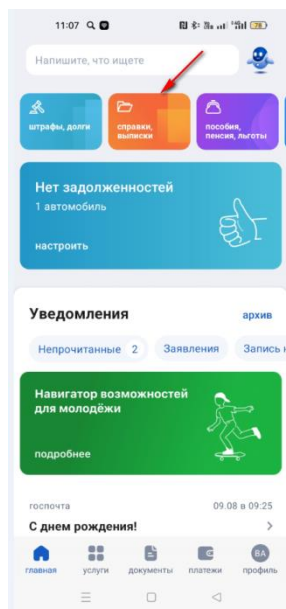 11:07
78
Напишите, что ищете
штрафы, долги
справки,
выписки
пособия,
пенсия, льготы
Нет задолженностей
1 автомобиль
настроить
Уведомления
архив
Непрочитанные 2
Заявления
Запись
Навигатор возможностей
для молодёжи
подробнее
госпочта
09.08 в 09:25
С днем рождения!
главная
услуги
документы
платежи
ВА
профиль